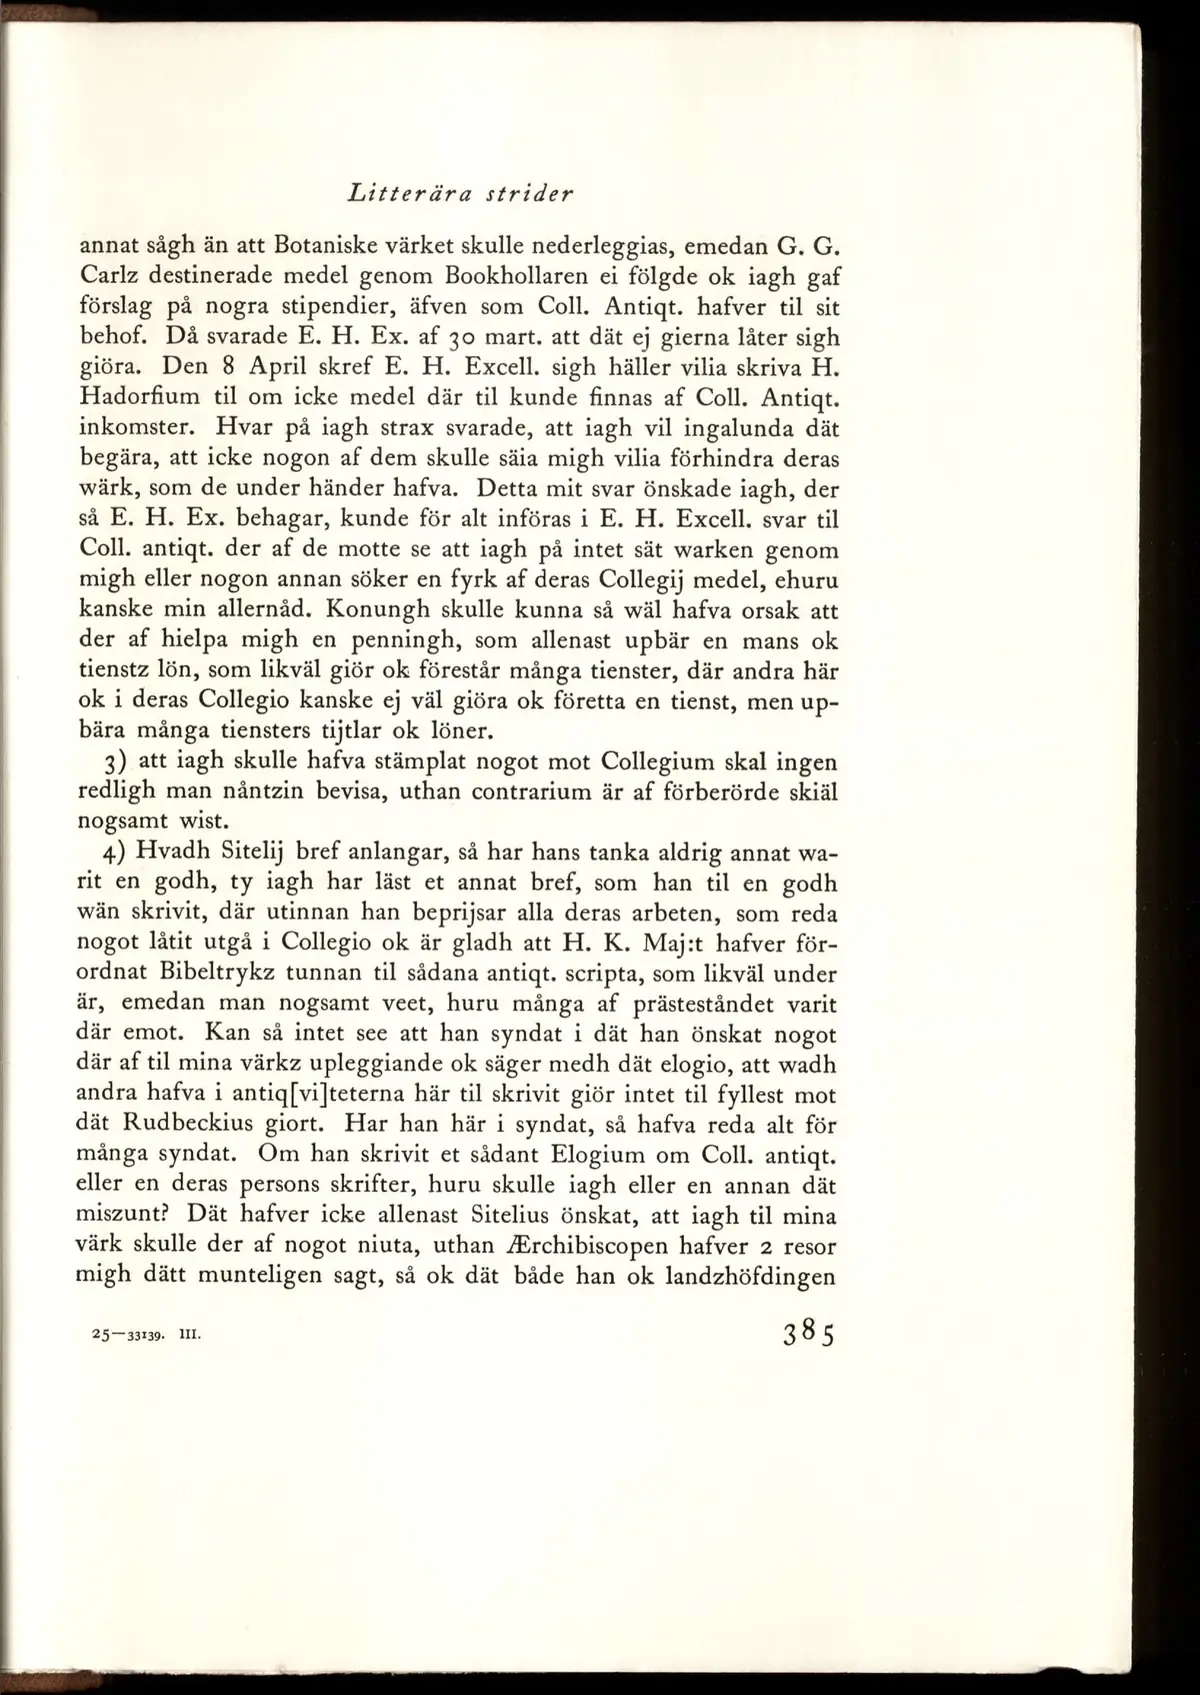 Litterära strider
annat sågh än att Botaniske värket skulle nederleggias, emedan G. G.
Carlz destinerade medel genom Bookhollaren ei fölgde ok iagh gaf
förslag på nogra stipendier, äfven som Coll. Antiqt. hafver til sit
behof. Då svarade E. H. Ex. af 30 mart. att dät ej gierna låter sigh
giöra. Den 8 April skref E. H. Excell. sigh häller vilia skriva H.
Hadorfium til om icke medel där til kunde finnas af Coll. Antiqt.
inkomster. Hvar på iagh strax svarade, att iagh vil ingalunda dät
begära, att icke nogon af dem skulle säia migh vilia förhindra deras
wärk, som de under händer hafva. Detta mit svar önskade iagh, der
så E. H. Ex. behagar, kunde för alt införas i E. H. Excell. svar til
Coll. antiqt. der af de motte se att iagh på intet sät warken genom
migh eller nogon annan söker en fyrk af deras Collegij medel, ehuru
kanske min allernåd. Konungh skulle kunna så wäl hafva orsak att
der af hielpa migh en penningh, som allenast upbär en mans ok
tienstz lön, som likväl giör ok förestår många tienster, där andra här
ok i deras Collegio kanske ej väl giöra ok företta en tienst, men up-
bära många tiensters tijtlar ok löner.
3) att iagh skulle hafva stämplat nogot mot Collegium skal ingen
redligh man nåntzin bevisa, uthan contrarium är af förberörde skiäl
nogsamt wist.
4) Hvadh Sitelij bref anlangar, så har hans tanka aldrig annat wa-
rit en godh, ty iagh har läst et annat bref, som han til en godh
wän skrivit, där utinnan han beprijsar alla deras arbeten, som reda
nogot låtit utgå i Collegio ok är gladh att H. K. Maj:t hafver för-
ordnat Bibeltrykz tunnan til sådana antiqt. scripta, som likväl under
är, emedan man nogsamt veet, huru många af prästeståndet varit
där emot. Kan så intet see att han syndat i dät han önskat nogot
där af til mina värkz upleggiande ok säger medh dät elogio, att wadh
andra hafva i antiq[vi]teterna här til skrivit giör intet til fyllest mot
dät Rudbeckius giort. Har han här i syndat, så hafva reda alt för
många syndat. Om han skrivit et sådant Elogium om Coll. antiqt.
eller en deras persons skrifter, huru skulle iagh eller en annan dät
miszunt? Dät hafver icke allenast Sitelius önskat, att iagh til mina
värk skulle der af nogot niuta, uthan Ærchibiscopen hafver 2 resor
migh dätt munteligen sagt, så ok dät både han ok landzhöfdingen
25—33139. III.
385